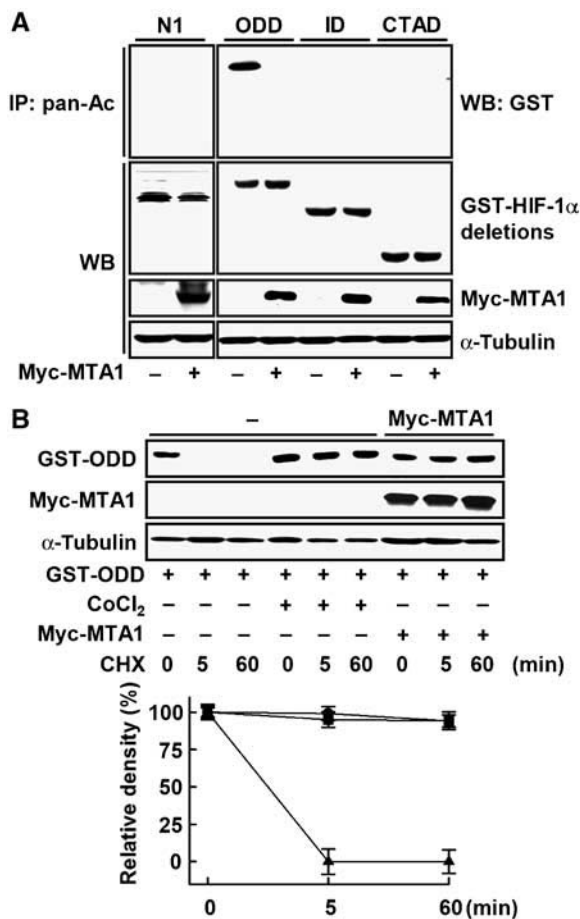 A
N1 ODD ID CTAD
IP: pan-Ac WB: GST
WB GST-HIF-1α
deletions
Myc-MTA1
α-Tubulin
Myc-MTA1 – + – + – + – +
B
– Myc-MTA1
GST-ODD
Myc-MTA1
α-Tubulin
GST-ODD + + + + + + + + +
CoCl₂ – – – + + + – – –
Myc-MTA1 – – – – – – + + +
CHX 0 5 60 0 5 60 0 5 60 (min)
Relative density (%)
100
75
50
25
0
0 5 60 (min)